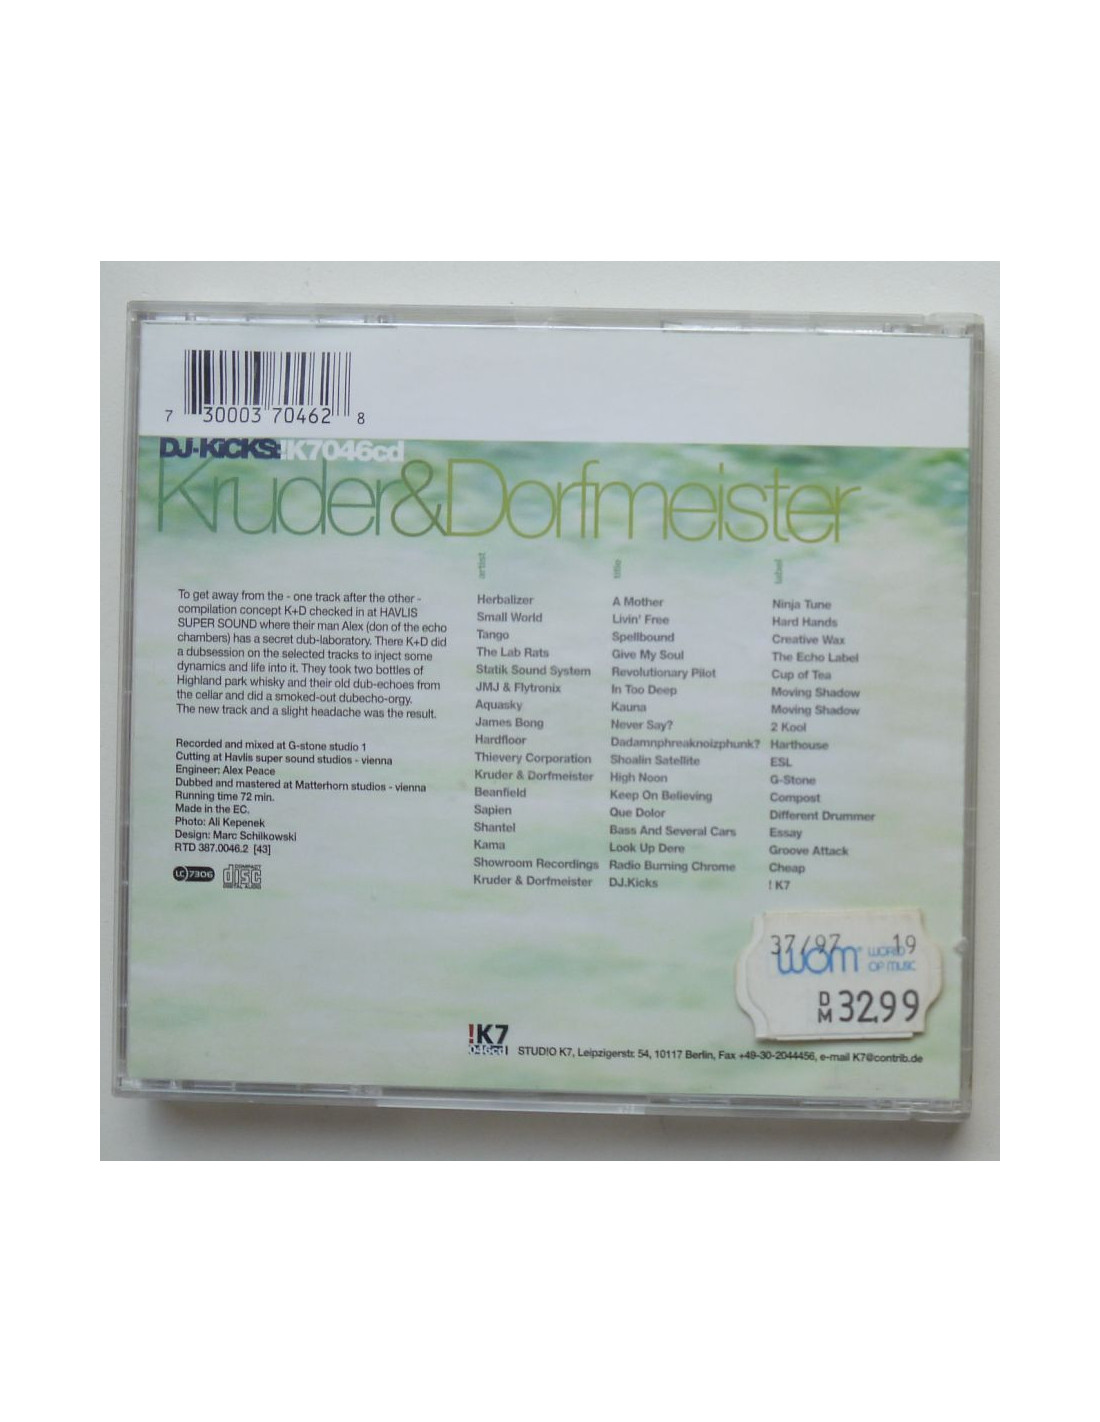 7 30003 70462 8
DJ-KiCKS:!K7046cd
Kruder&Dorfmeister
To get away from the - one track after the other -
compilation concept K+D checked in at HAVLIS
SUPER SOUND where their man Alex (don of the echo
chambers) has a secret dub-laboratory. There K+D did
a dubsession on the selected tracks to inject some
dynamics and life into it. They took two bottles of
Highland park whisky and their old dub-echoes from
the cellar and did a smoked-out dubecho-orgy.
The new track and a slight headache was the result.
Recorded and mixed at G-stone studio 1
Cutting at Havlis super sound studios - vienna
Engineer: Alex Peace
Dubbed and mastered at Matterhorn studios - vienna
Running time 72 min.
Made in the EC.
Photo: Ali Kepenek
Design: Marc Schilkowski
RTD 387.0046.2 [43]
LC 7306 COMPACT disc DIGITAL AUDIO
artist title label
Herbalizer A Mother Ninja Tune
Small World Livin' Free Hard Hands
Tango Spellbound Creative Wax
The Lab Rats Give My Soul The Echo Label
Statik Sound System Revolutionary Pilot Cup of Tea
JMJ & Flytronix In Too Deep Moving Shadow
Aquasky Kauna Moving Shadow
James Bong Never Say? 2 Kool
Hardfloor Dadamnphreaknoizphunk? Harthouse
Thievery Corporation Shoalin Satellite ESL
Kruder & Dorfmeister High Noon G-Stone
Beanfield Keep On Believing Compost
Sapien Que Dolor Different Drummer
Shantel Bass And Several Cars Essay
Kama Look Up Dere Groove Attack
Showroom Recordings Radio Burning Chrome Cheap
Kruder & Dorfmeister DJ.Kicks ! K7
37/97 19
wom WORLD
OF MUSIC
DM 32.99
!K7
046cd
STUD!O K7, Leipzigerstr. 54, 10117 Berlin, Fax +49-30-2044456, e-mail K7@contrib.de